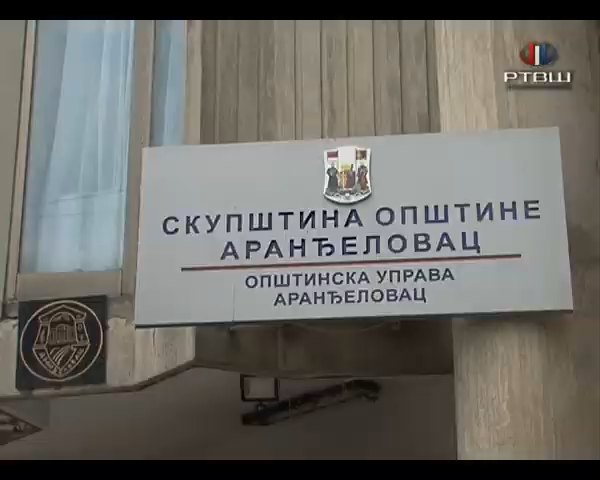 РТВШ
СКУПШТИНА ОПШТИНЕ
АРАНЂЕЛОВАЦ
ОПШТИНСКА УПРАВА
АРАНЂЕЛОВАЦ